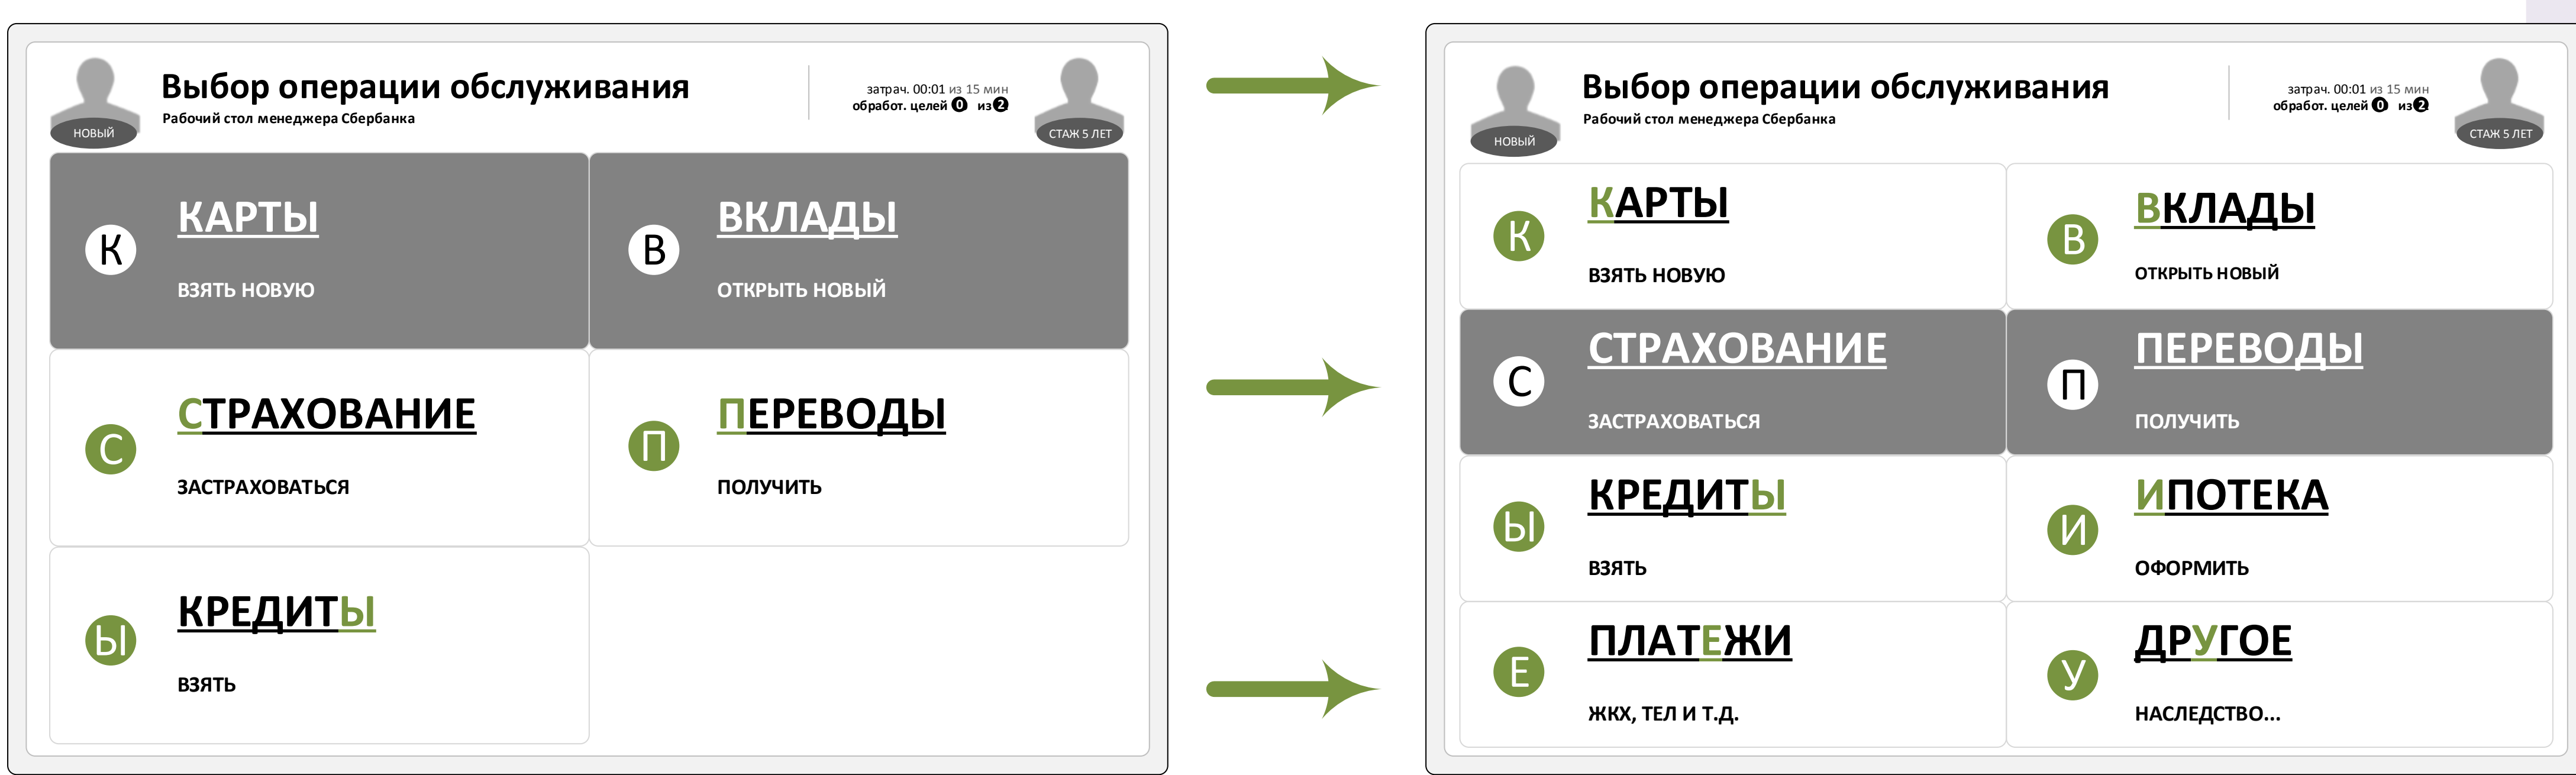 Выбор операции обслуживания
Рабочий стол менеджера Сбербанка
затрач. 00:01 из 15 мин
обработ. целей 0 из 2
НОВЫЙ
СТАЖ 5 ЛЕТ
К
КАРТЫ
ВЗЯТЬ НОВУЮ
В
ВКЛАДЫ
ОТКРЫТЬ НОВЫЙ
С
СТРАХОВАНИЕ
ЗАСТРАХОВАТЬСЯ
П
ПЕРЕВОДЫ
ПОЛУЧИТЬ
Ы
КРЕДИТЫ
ВЗЯТЬ
Выбор операции обслуживания
Рабочий стол менеджера Сбербанка
затрач. 00:01 из 15 мин
обработ. целей 0 из 2
НОВЫЙ
СТАЖ 5 ЛЕТ
К
КАРТЫ
ВЗЯТЬ НОВУЮ
В
ВКЛАДЫ
ОТКРЫТЬ НОВЫЙ
С
СТРАХОВАНИЕ
ЗАСТРАХОВАТЬСЯ
П
ПЕРЕВОДЫ
ПОЛУЧИТЬ
Ы
КРЕДИТЫ
ВЗЯТЬ
И
ИПОТЕКА
ОФОРМИТЬ
Е
ПЛАТЕЖИ
ЖКХ, ТЕЛ И Т.Д.
У
ДРУГОЕ
НАСЛЕДСТВО...